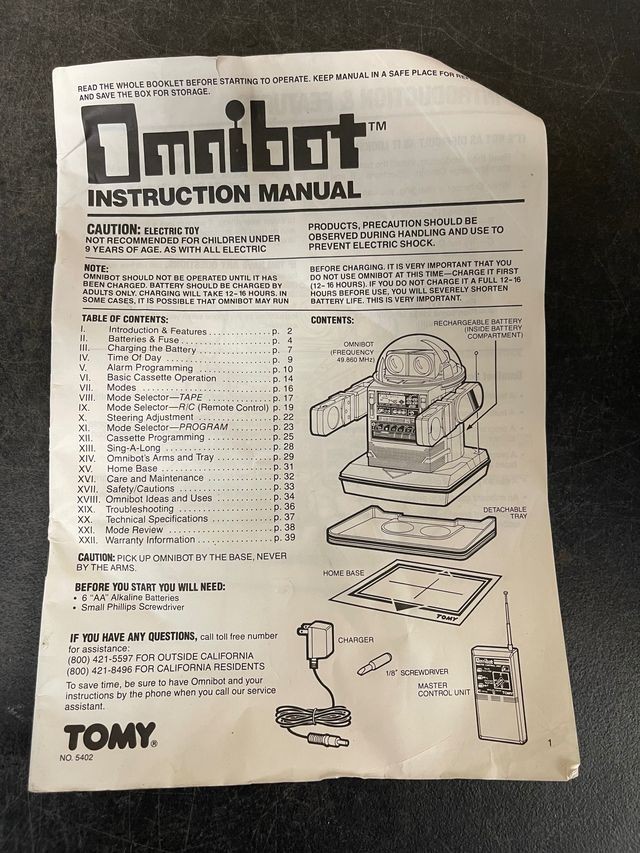 READ THE WHOLE BOOKLET BEFORE STARTING TO OPERATE. KEEP MANUAL IN A SAFE PLACE FOR
AND SAVE THE BOX FOR STORAGE.
Omnibot™
INSTRUCTION MANUAL
CAUTION: ELECTRIC TOY
NOT RECOMMENDED FOR CHILDREN UNDER
9 YEARS OF AGE. AS WITH ALL ELECTRIC
PRODUCTS, PRECAUTION SHOULD BE
OBSERVED DURING HANDLING AND USE TO
PREVENT ELECTRIC SHOCK.
NOTE:
OMNIBOT SHOULD NOT BE OPERATED UNTIL IT HAS
BEEN CHARGED. BATTERY SHOULD BE CHARGED BY
ADULTS ONLY. CHARGING WILL TAKE 12-16 HOURS. IN
SOME CASES, IT IS POSSIBLE THAT OMNIBOT MAY RUN
BEFORE CHARGING. IT IS VERY IMPORTANT THAT YOU
DO NOT USE OMNIBOT AT THIS TIME—CHARGE IT FIRST
(12-16 HOURS). IF YOU DO NOT CHARGE IT A FULL 12-16
HOURS BEFORE USE, YOU WILL SEVERELY SHORTEN
BATTERY LIFE. THIS IS VERY IMPORTANT.
TABLE OF CONTENTS:
I. Introduction & Features . . . . . . . . . . . p. 2
II. Batteries & Fuse . . . . . . . . . . . . . . . . p. 4
III. Charging the Battery . . . . . . . . . . . . . p. 7
IV. Time Of Day . . . . . . . . . . . . . . . . . . p. 9
V. Alarm Programming . . . . . . . . . . . . . p. 10
VI. Basic Cassette Operation . . . . . . . . . p. 14
VII. Modes . . . . . . . . . . . . . . . . . . . . . . p. 16
VIII. Mode Selector—TAPE . . . . . . . . . . . . p. 17
IX. Mode Selector—R/C (Remote Control) p. 19
X. Steering Adjustment . . . . . . . . . . . . . p. 22
XI. Mode Selector—PROGRAM . . . . . . . p. 23
XII. Cassette Programming . . . . . . . . . . . p. 25
XIII. Sing-A-Long . . . . . . . . . . . . . . . . . . p. 28
XIV. Omnibot's Arms and Tray . . . . . . . . . p. 29
XV. Home Base . . . . . . . . . . . . . . . . . . . p. 31
XVI. Care and Maintenance . . . . . . . . . . . p. 32
XVII. Safety/Cautions . . . . . . . . . . . . . . . . p. 33
XVIII. Omnibot Ideas and Uses . . . . . . . . . p. 34
XIX. Troubleshooting . . . . . . . . . . . . . . . . p. 36
XX. Technical Specifications . . . . . . . . . . p. 37
XXI. Mode Review . . . . . . . . . . . . . . . . . . p. 38
XXII. Warranty Information . . . . . . . . . . . . p. 39
CAUTION: PICK UP OMNIBOT BY THE BASE, NEVER
BY THE ARMS.
BEFORE YOU START YOU WILL NEED:
• 6 "AA" Alkaline Batteries
• Small Phillips Screwdriver
IF YOU HAVE ANY QUESTIONS, call toll free number
for assistance:
(800) 421-5597 FOR OUTSIDE CALIFORNIA
(800) 421-8496 FOR CALIFORNIA RESIDENTS
To save time, be sure to have Omnibot and your
instructions by the phone when you call our service
assistant.
TOMY®
NO. 5402
CONTENTS:
OMNIBOT
(FREQUENCY
49.860 MHz)
RECHARGEABLE BATTERY
(INSIDE BATTERY
COMPARTMENT)
DETACHABLE
TRAY
HOME BASE
TOMY
CHARGER
1/8" SCREWDRIVER
MASTER
CONTROL UNIT
1